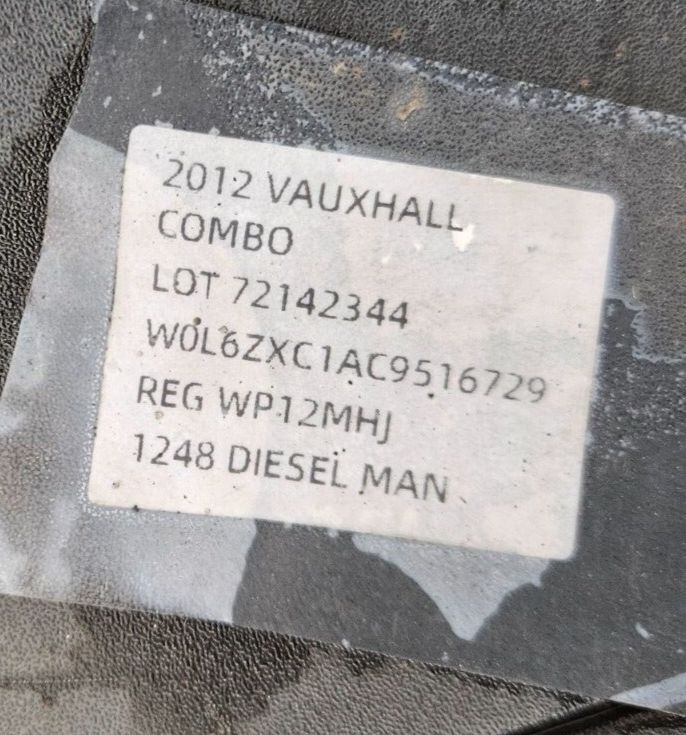 2012 VAUXHALL
COMBO
LOT 72142344
W0L6ZXC1AC9516729
REG WP12MHJ
1248 DIESEL MAN